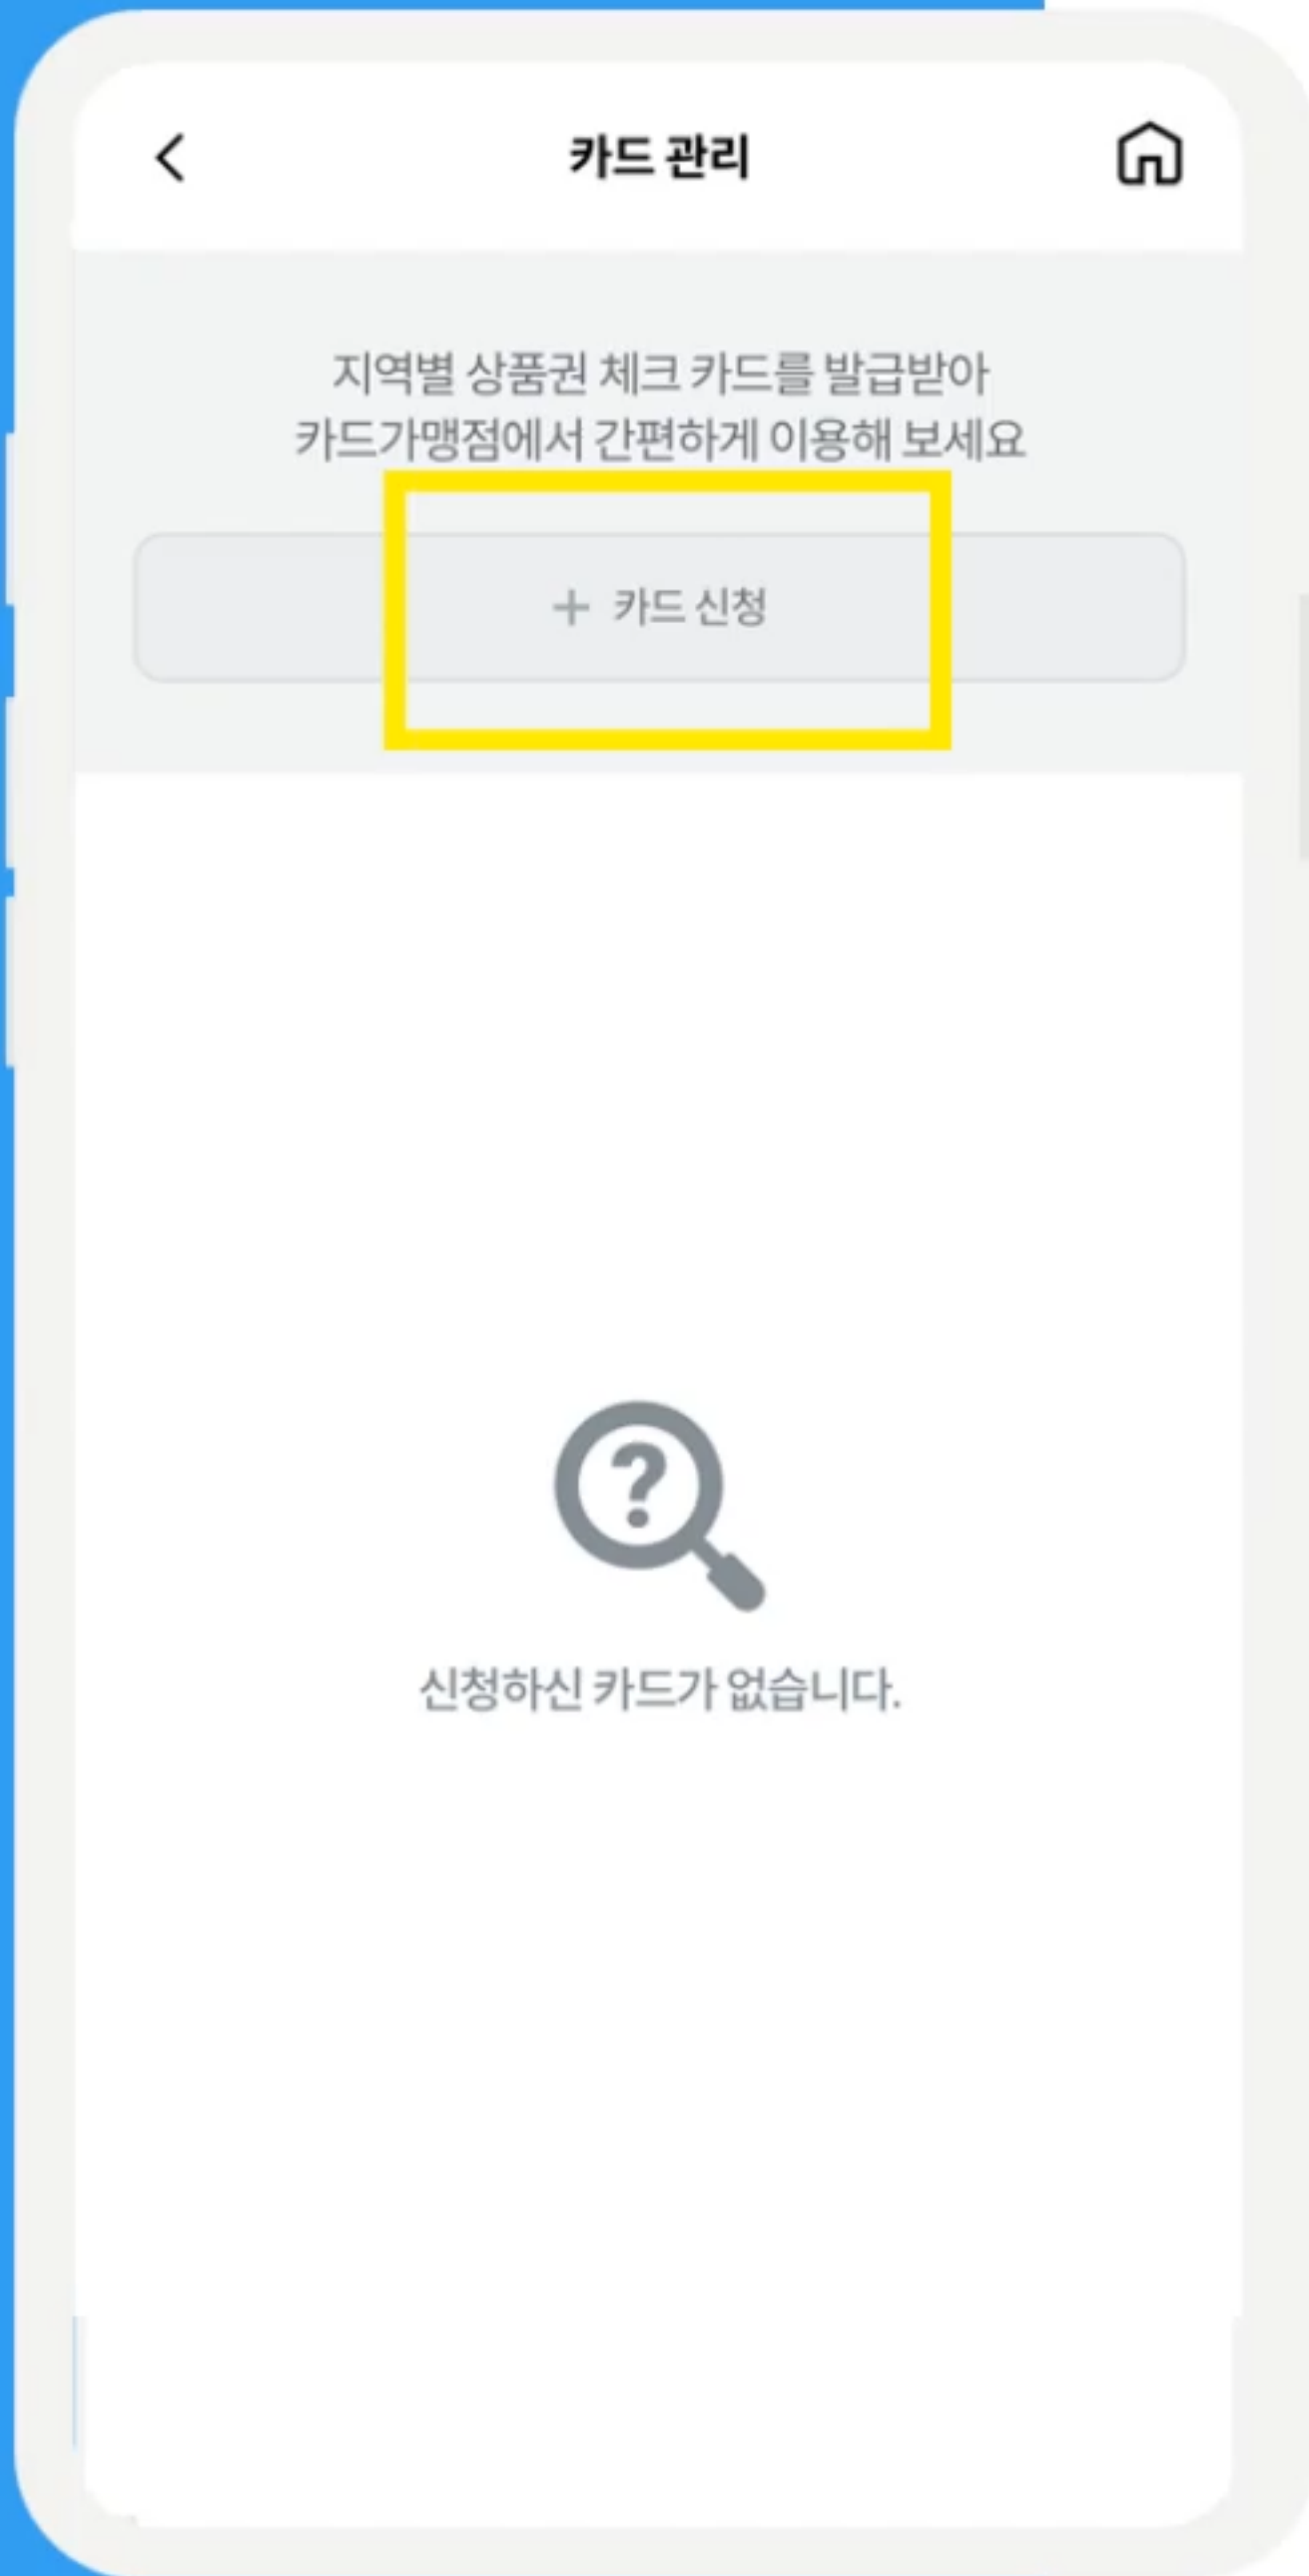 카드 관리
지역별 상품권 체크 카드를 발급받아
카드가맹점에서 간편하게 이용해 보세요
+ 카드 신청
?
신청하신 카드가 없습니다.